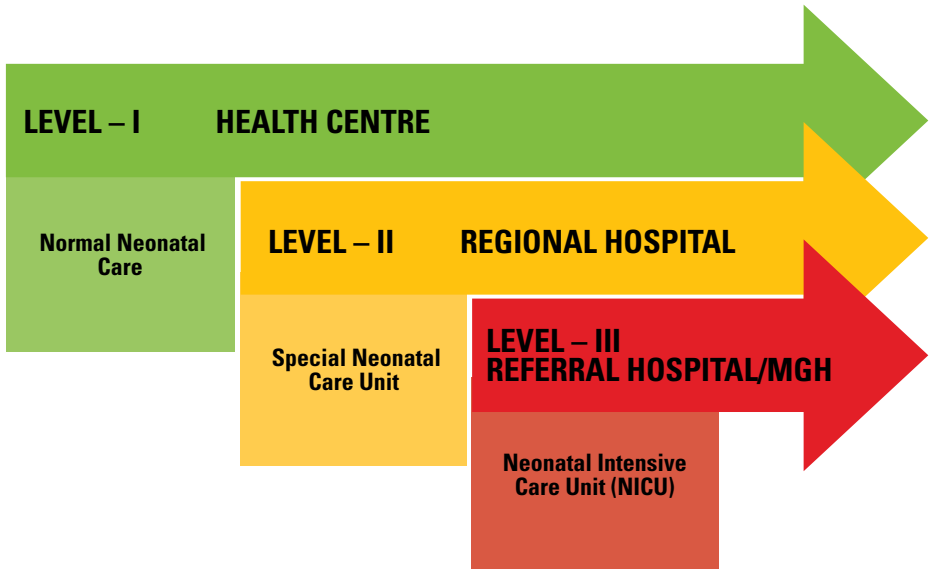 LEVEL – I HEALTH CENTRE
Normal Neonatal
Care
LEVEL – II REGIONAL HOSPITAL
Special Neonatal
Care Unit
LEVEL – III
REFERRAL HOSPITAL/MGH
Neonatal Intensive
Care Unit (NICU)